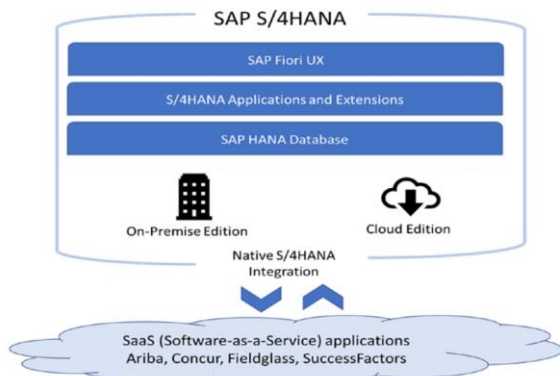 SAP S/4HANA
SAP Fiori UX
S/4HANA Applications and Extensions
SAP HANA Database
On-Premise Edition
Cloud Edition
Native S/4HANA
Integration
SaaS (Software-as-a-Service) applications
Ariba, Concur, Fieldglass, SuccessFactors